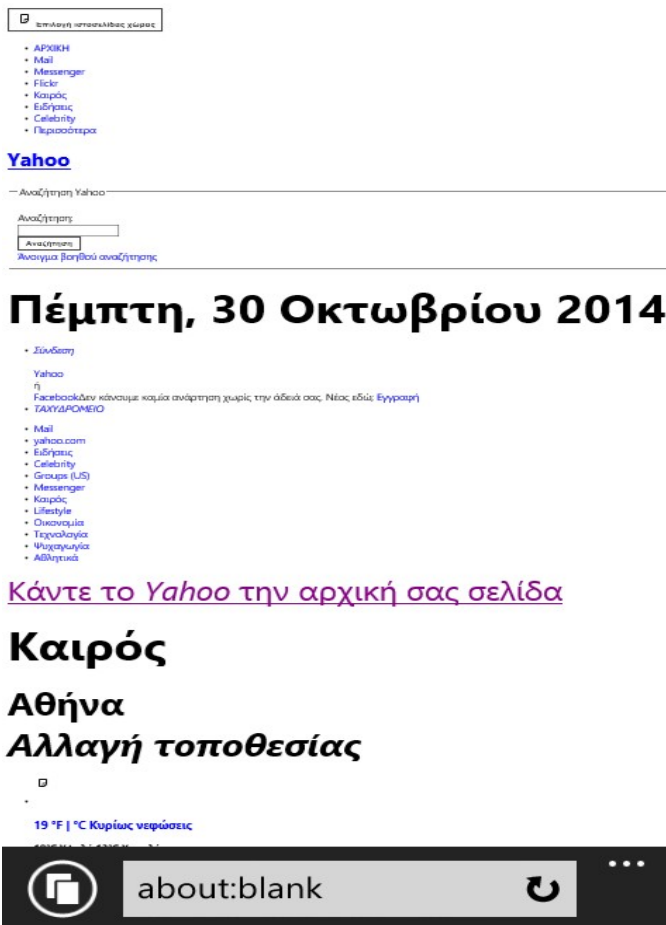 Επιλογή ιστοσελίδας χώρας
ΑΡΧΙΚΗ
Mail
Messenger
Flickr
Καιρός
Ειδήσεις
Celebrity
Περισσότερα
Yahoo
Αναζήτηση Yahoo
Αναζήτηση:
Αναζήτηση
Άνοιγμα βοηθού αναζήτησης
Πέμπτη, 30 Οκτωβρίου 2014
Σύνδεση
Yahoo
ή
FacebookΔεν κάνουμε καμία ανάρτηση χωρίς την άδειά σας. Νέος εδώ; Εγγραφή
ΤΑΧΥΔΡΟΜΕΙΟ
Mail
yahoo.com
Ειδήσεις
Celebrity
Groups (US)
Messenger
Καιρός
Lifestyle
Οικονομία
Τεχνολογία
Ψυχαγωγία
Αθλητικά
Κάντε το Yahoo την αρχική σας σελίδα
Καιρός
Αθήνα
Αλλαγή τοποθεσίας
19 °F | °C Κυρίως νεφώσεις
about:blank